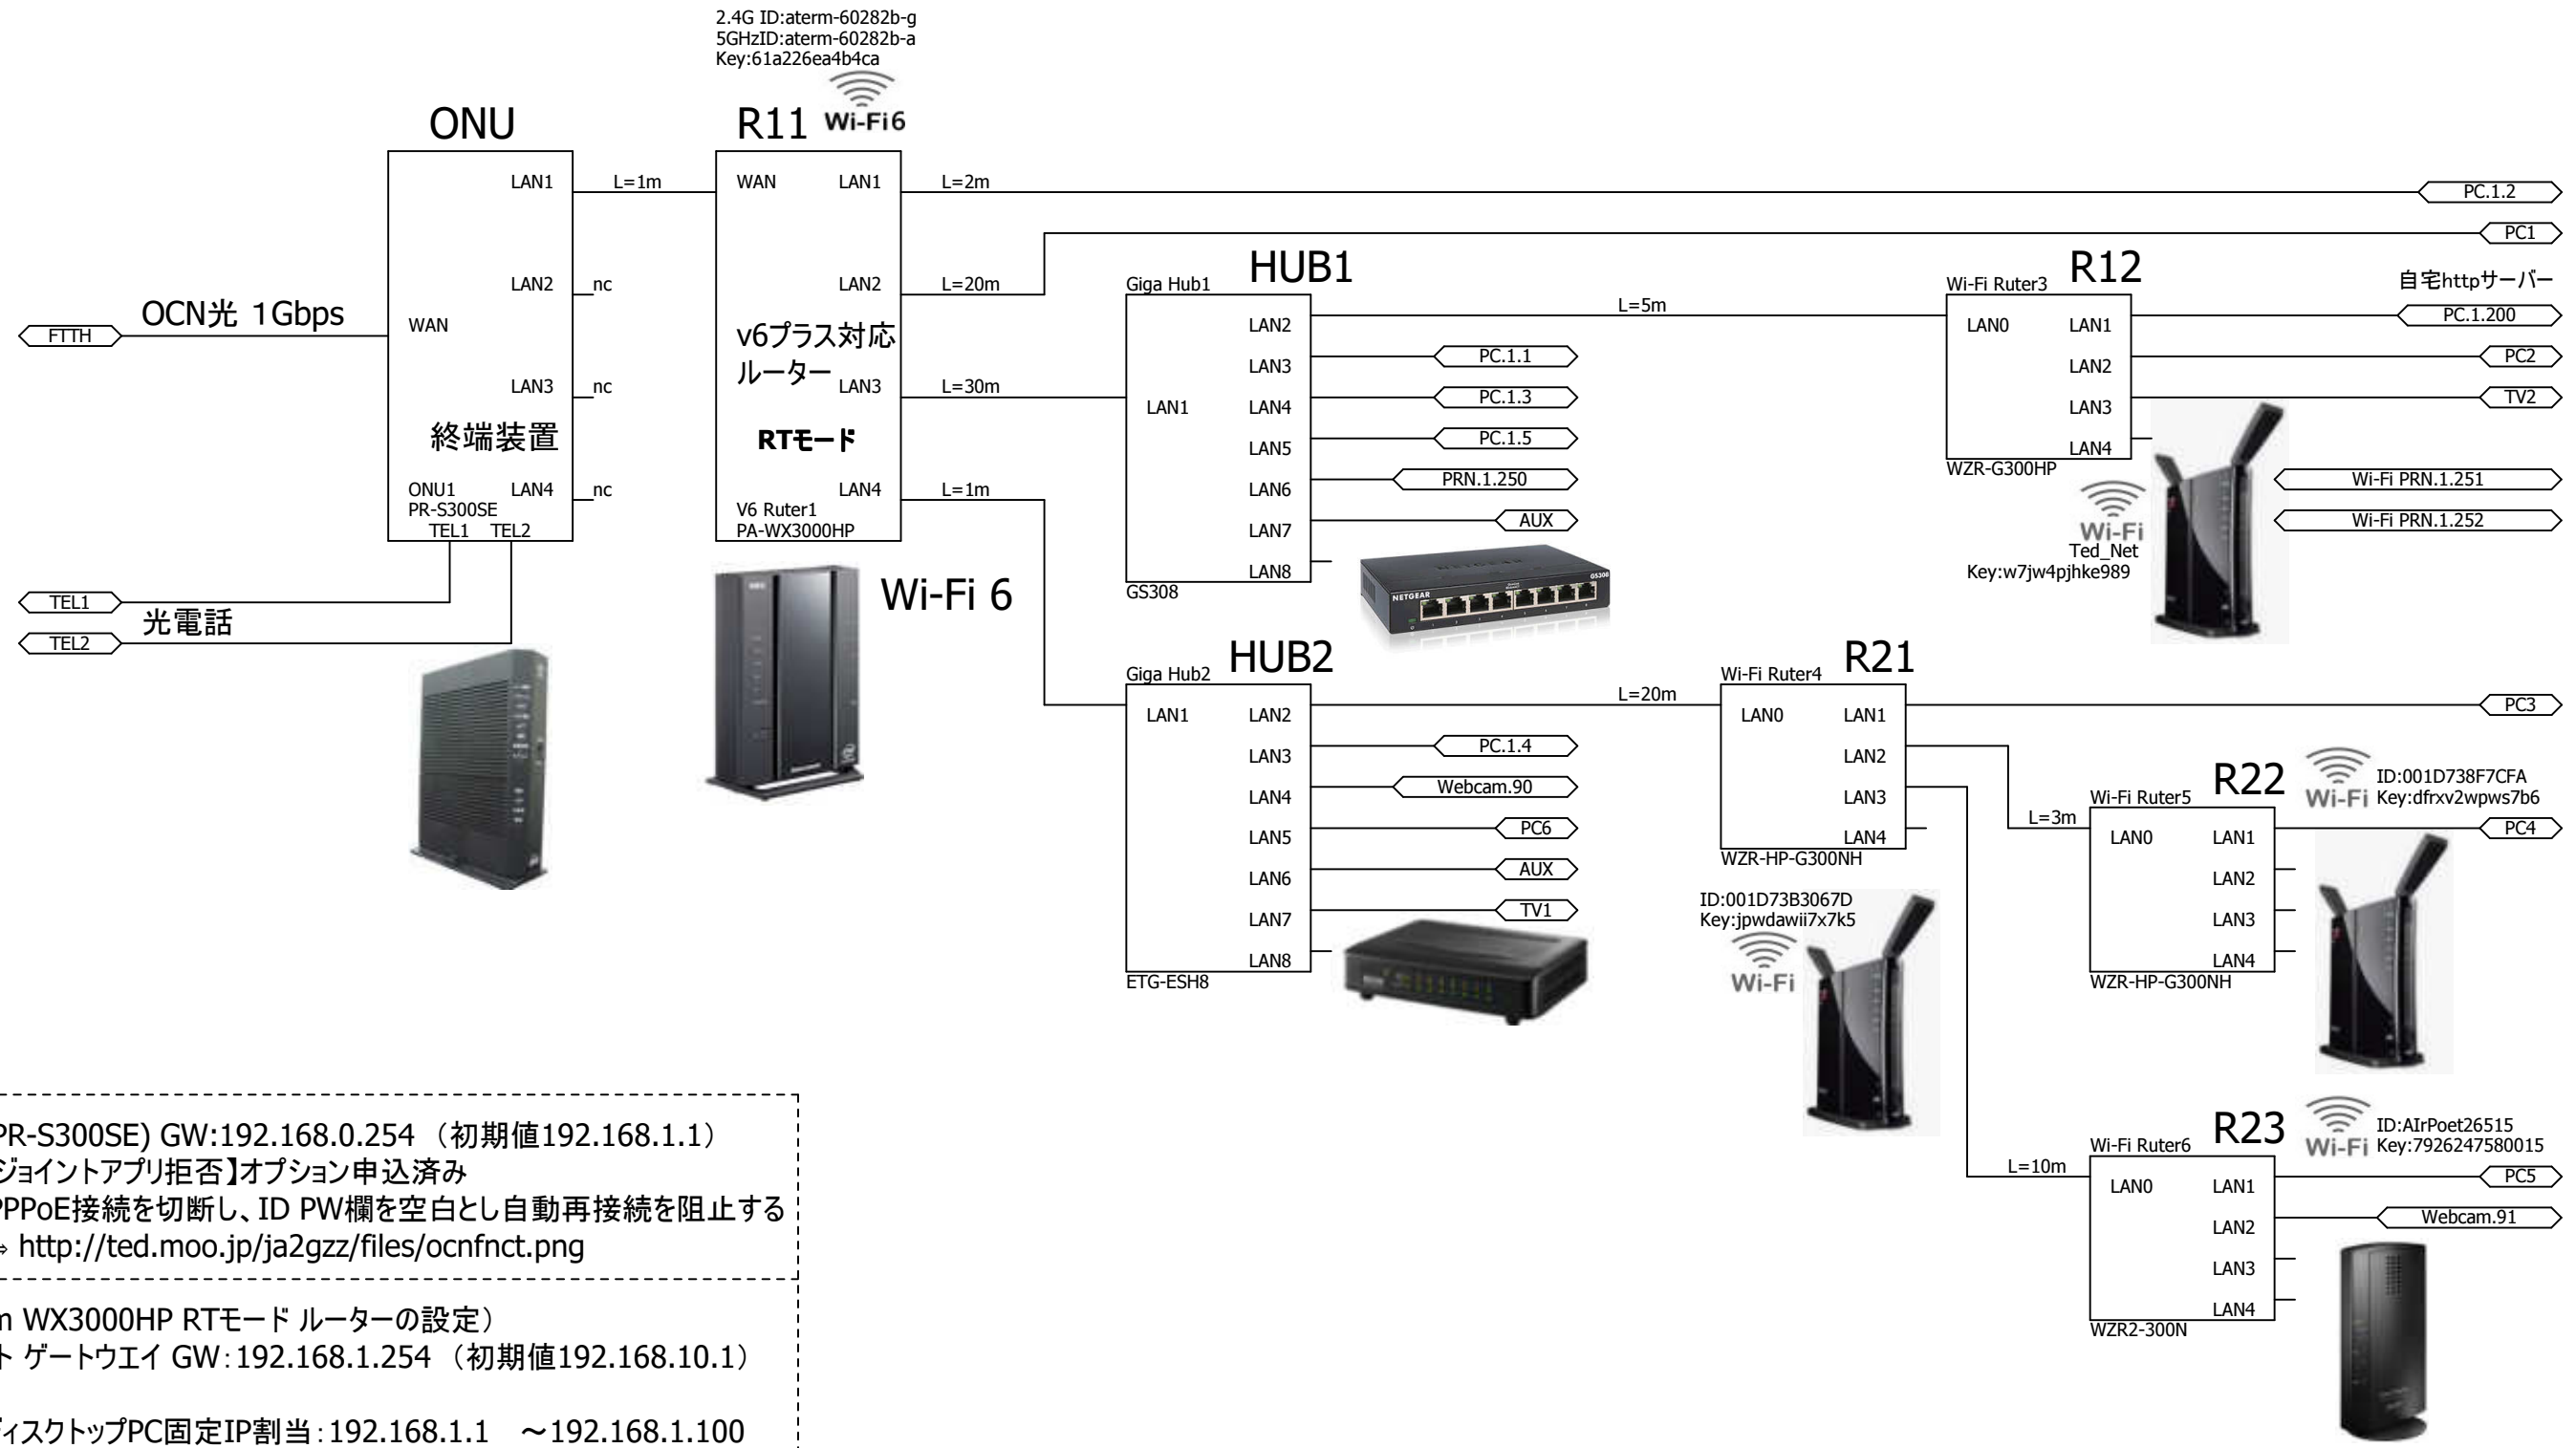 2.4G ID:aterm-60282b-g
5GHzID:aterm-60282b-a
Key:61a226ea4b4ca
Wi-Fi6
ONU
R11
LAN1
L=1m
WAN
LAN1
L=2m
PC.1.2
PC1
LAN2
nc
LAN2
L=20m
OCN光 1Gbps
FTTH
WAN
v6プラス対応
ルーター
LAN3
nc
LAN3
L=30m
終端装置
RTモード
ONU1
PR-S300SE
LAN4
nc
TEL1 TEL2
LAN4
L=1m
V6 Ruter1
PA-WX3000HP
TEL1
光電話
TEL2
Wi-Fi 6
Giga Hub1
HUB1
LAN1
LAN2
L=5m
LAN3
PC.1.1
LAN4
PC.1.3
LAN5
PC.1.5
LAN6
PRN.1.250
LAN7
AUX
LAN8
GS308
NETGEAR
GS308
Wi-Fi Ruter3
R12
自宅httpサーバー
LAN0
LAN1
PC.1.200
LAN2
PC2
LAN3
TV2
LAN4
WZR-G300HP
Wi-Fi PRN.1.251
Wi-Fi PRN.1.252
Wi-Fi
Ted_Net
Key:w7jw4pjhke989
Giga Hub2
HUB2
LAN1
LAN2
L=20m
LAN3
PC.1.4
LAN4
Webcam.90
LAN5
PC6
LAN6
AUX
LAN7
TV1
LAN8
ETG-ESH8
Wi-Fi Ruter4
R21
LAN0
LAN1
PC3
LAN2
LAN3
LAN4
WZR-HP-G300NH
ID:001D73B3067D
Key:jpwdawii7x7k5
Wi-Fi
Wi-Fi Ruter5
R22
Wi-Fi
ID:001D738F7CFA
Key:dfrxv2wpws7b6
L=3m
LAN0
LAN1
PC4
LAN2
LAN3
LAN4
WZR-HP-G300NH
Wi-Fi Ruter6
R23
Wi-Fi
ID:AIrPoet26515
Key:7926247580015
L=10m
LAN0
LAN1
PC5
LAN2
Webcam.91
LAN3
LAN4
WZR2-300N
PR-S300SE) GW:192.168.0.254 （初期値192.168.1.1）
ジョイントアプリ拒否】オプション申込済み
PPPoE接続を切断し、ID PW欄を空白とし自動再接続を阻止する
⇒ http://ted.moo.jp/ja2gzz/files/ocnfnct.png
m WX3000HP RTモード ルーターの設定）
ト ゲートウエイ GW：192.168.1.254 （初期値192.168.10.1）
ディスクトップPC固定IP割当：192.168.1.1 ～192.168.1.100